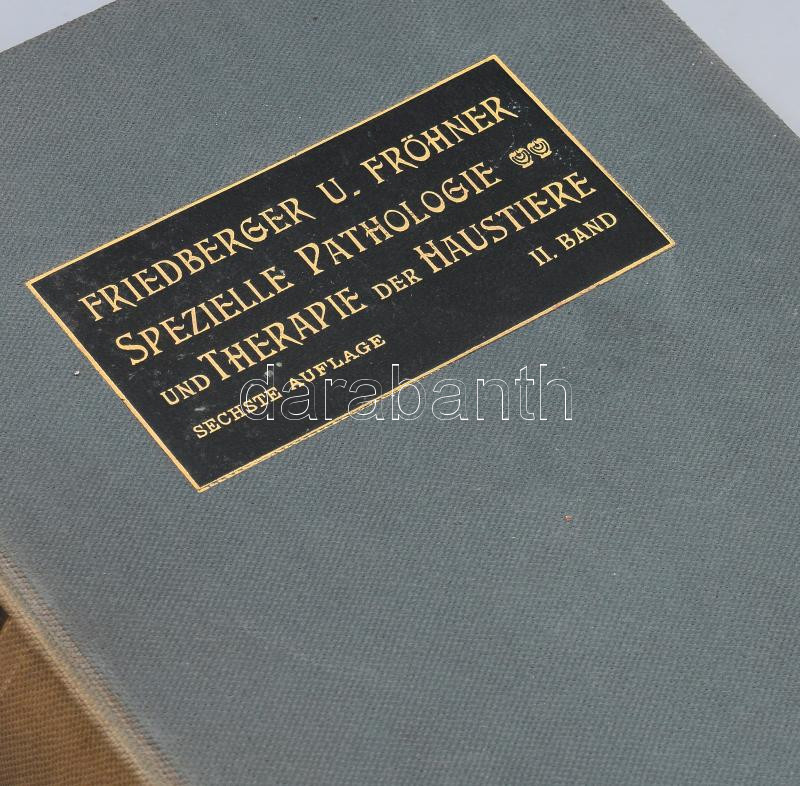 FRIEDBERGER U. FRÖHNER
SPEZIELLE PATHOLOGIE
UND THERAPIE DER HAUSTIERE
II. BAND
SECHSTE AUFLAGE
darabanth